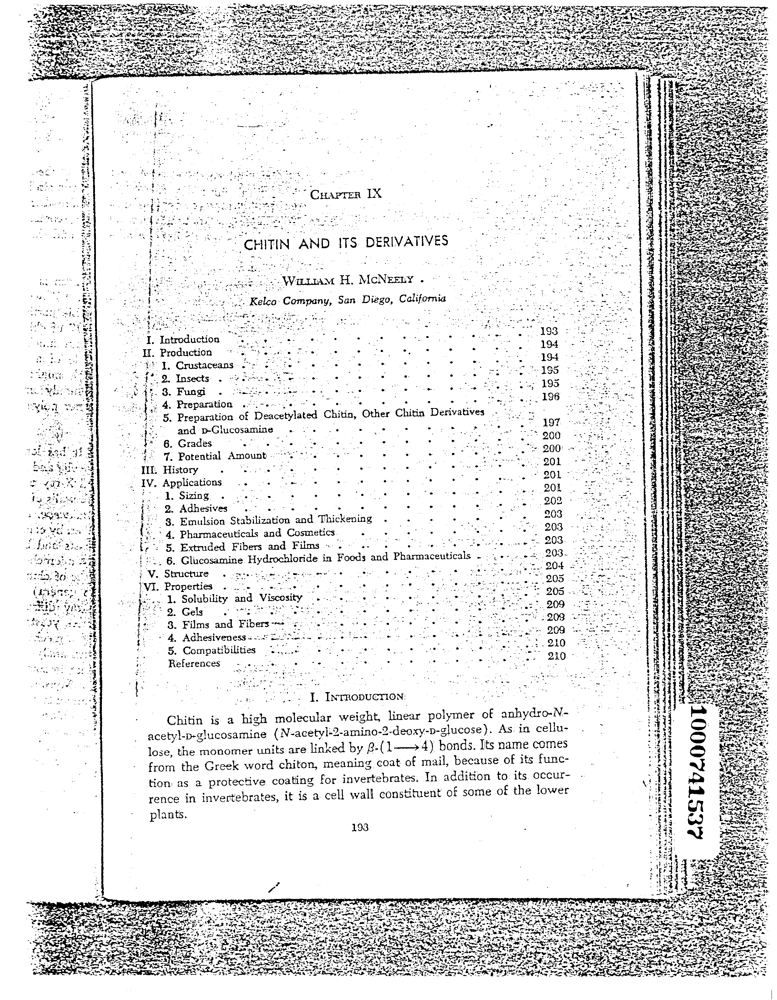 CHAPTER IX
CHITIN AND ITS DERIVATIVES
WILLIAM H. MCNEELY
Kelco Company, San Diego, California
I. Introduction . . . . . . . . . . 193
II. Production . . . . . . . . . . 194
1. Crustaceans . . . . . . . . . . 194
2. Insects . . . . . . . . . . 195
3. Fungi . . . . . . . . . . 195
4. Preparation . . . . . . . . . . 196
5. Preparation of Deacetylated Chitin, Other Chitin Derivatives
and D-Glucosamine . . . . . . . . . . 197
6. Grades . . . . . . . . . . 200
7. Potential Amount . . . . . . . . . . 200
III. History . . . . . . . . . . 201
IV. Applications . . . . . . . . . . 201
1. Sizing . . . . . . . . . . 201
2. Adhesives . . . . . . . . . . 202
3. Emulsion Stabilization and Thickening . . . . . . 203
4. Pharmaceuticals and Cosmetics . . . . . . . 203
5. Extruded Fibers and Films . . . . . . . . 203
6. Glucosamine Hydrochloride in Foods and Pharmaceuticals . . . 203
V. Structure . . . . . . . . . . 204
VI. Properties . . . . . . . . . . 205
1. Solubility and Viscosity . . . . . . . . 205
2. Gels . . . . . . . . . . 209
3. Films and Fibers . . . . . . . . . 209
4. Adhesiveness . . . . . . . . . . 209
5. Compatibilities . . . . . . . . . . 210
References . . . . . . . . . . 210
I. INTRODUCTION
Chitin is a high molecular weight, linear polymer of anhydro-N-
acetyl-D-glucosamine (N-acetyl-2-amino-2-deoxy-D-glucose). As in cellu-
lose, the monomer units are linked by β-(1⟶4) bonds. Its name comes
from the Greek word chiton, meaning coat of mail, because of its func-
tion as a protective coating for invertebrates. In addition to its occur-
rence in invertebrates, it is a cell wall constituent of some of the lower
plants.
193
1000741537